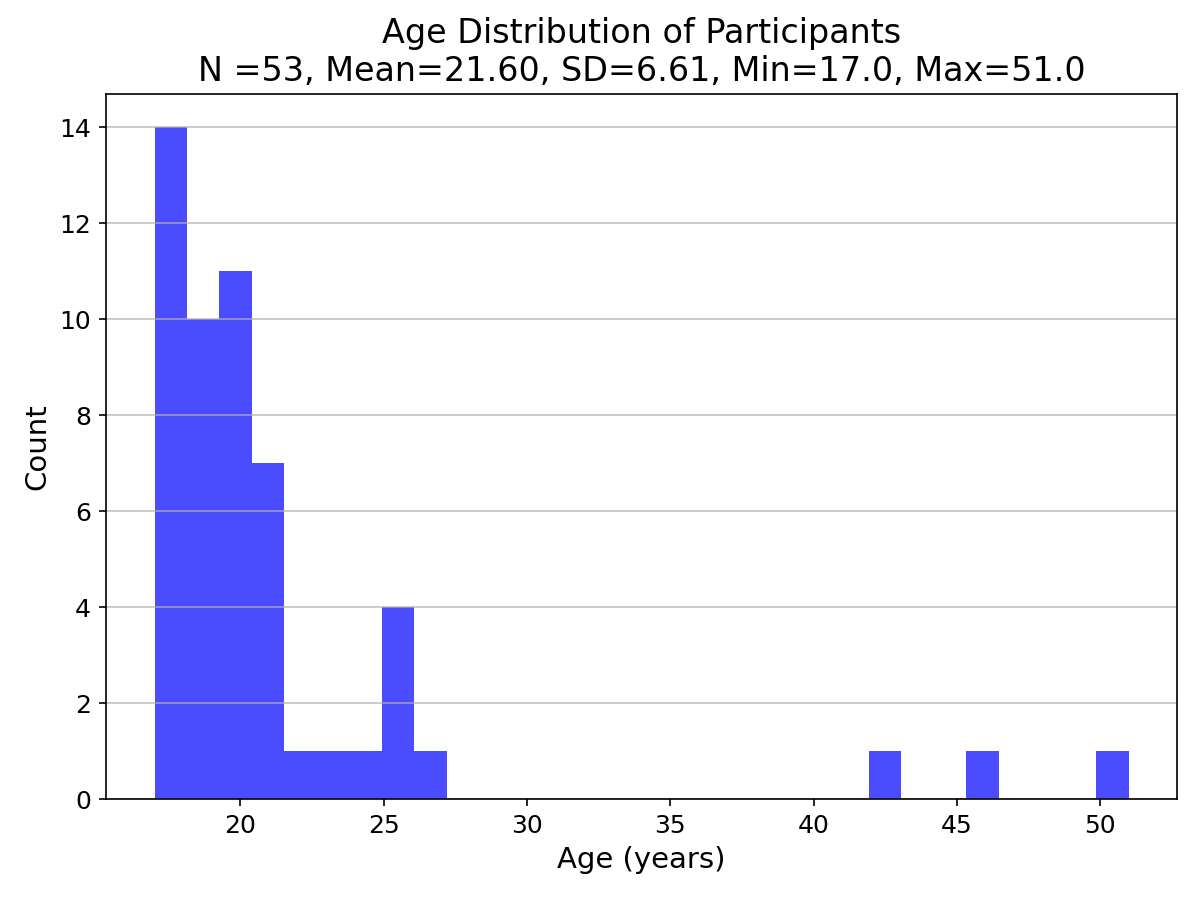 Age Distribution of Participants
N =53, Mean=21.60, SD=6.61, Min=17.0, Max=51.0
14
12
10
8
6
4
2
0
Count
20 25 30 35 40 45 50
Age (years)